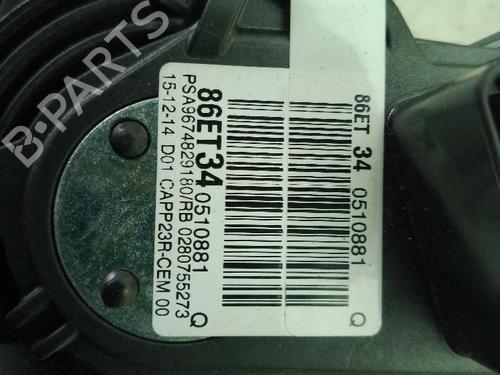 86ET 34 0510881 Q
86ET34 0510881 Q
PSA9674829180/RB 0280755273
15-12-14 D01 CAPP23R-CEM 00
B-PARTS